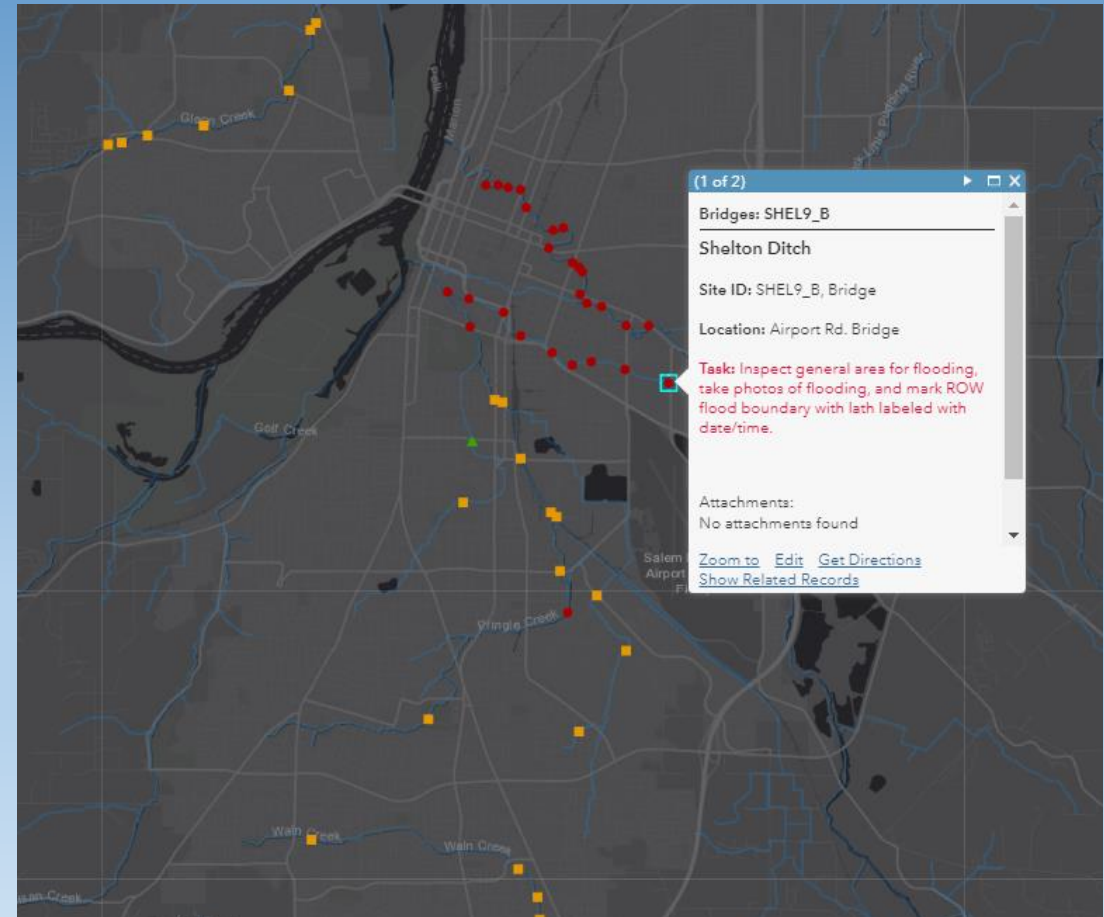 Glenn Creek
Polk
Marion
(1 of 2)
Bridges: SHEL9_B
Shelton Ditch
Site ID: SHEL9_B, Bridge
Location: Airport Rd. Bridge
Task: Inspect general area for flooding,
take photos of flooding, and mark ROW
flood boundary with lath labeled with
date/time.
Attachments:
No attachments found
Zoom to Edit Get Directions
Show Related Records
Golf Creek
Salem
Airport
Pringle Creek
Waln Creek
Waln Creek
Creek